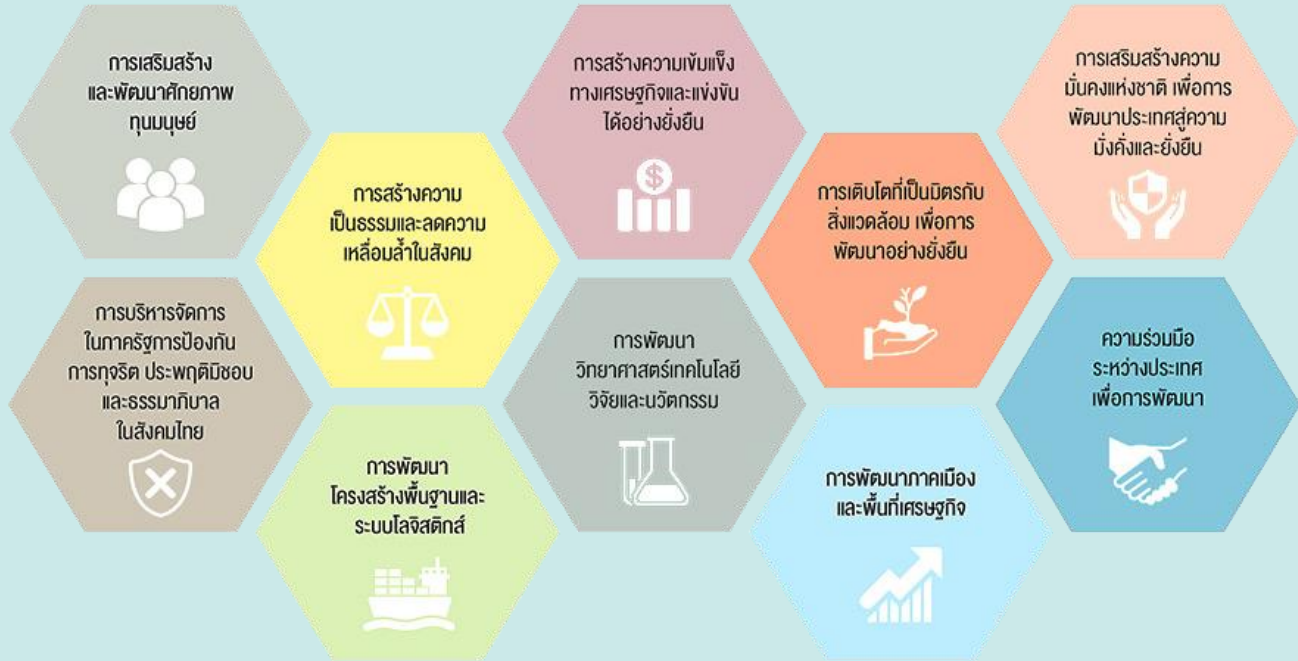 การเสริมสร้าง
และพัฒนาศักยภาพ
ทุนมนุษย์
การสร้างความ
เป็นธรรมและลดความ
เหลื่อมล้ำในสังคม
การสร้างความเข้มแข็ง
ทางเศรษฐกิจและแข่งขัน
ได้อย่างยั่งยืน
การเติบโตที่เป็นมิตรกับ
สิ่งแวดล้อม เพื่อการ
พัฒนาอย่างยั่งยืน
การเสริมสร้างความ
มั่นคงแห่งชาติ เพื่อการ
พัฒนาประเทศสู่ความ
มั่งคั่งและยั่งยืน
การบริหารจัดการ
ในภาครัฐการป้องกัน
การทุจริต ประพฤติมิชอบ
และธรรมาภิบาล
ในสังคมไทย
การพัฒนา
โครงสร้างพื้นฐานและ
ระบบโลจิสติกส์
การพัฒนา
วิทยาศาสตร์เทคโนโลยี
วิจัยและนวัตกรรม
การพัฒนาภาคเมือง
และพื้นที่เศรษฐกิจ
ความร่วมมือ
ระหว่างประเทศ
เพื่อการพัฒนา